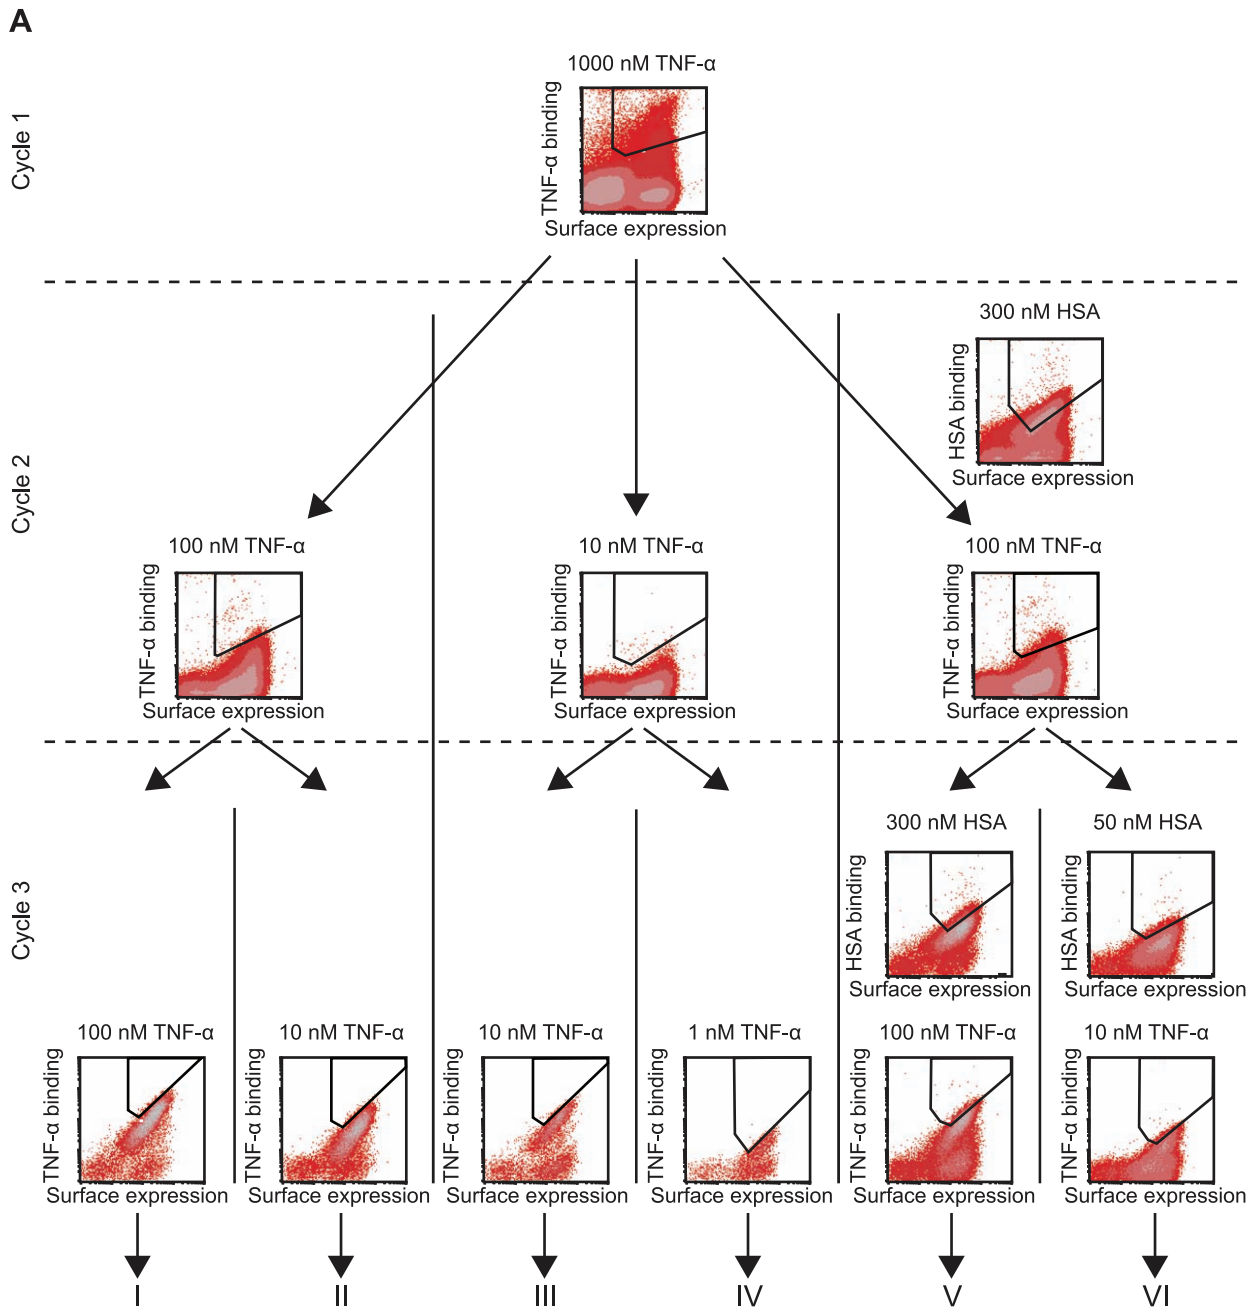 A
Cycle 1
1000 nM TNF-α
TNF-α binding
Surface expression
Cycle 2
300 nM HSA
HSA binding
Surface expression
100 nM TNF-α
TNF-α binding
Surface expression
10 nM TNF-α
TNF-α binding
Surface expression
100 nM TNF-α
TNF-α binding
Surface expression
Cycle 3
300 nM HSA
HSA binding
Surface expression
50 nM HSA
HSA binding
Surface expression
100 nM TNF-α
TNF-α binding
Surface expression
10 nM TNF-α
TNF-α binding
Surface expression
10 nM TNF-α
TNF-α binding
Surface expression
1 nM TNF-α
TNF-α binding
Surface expression
100 nM TNF-α
TNF-α binding
Surface expression
10 nM TNF-α
TNF-α binding
Surface expression
I
II
III
IV
V
VI